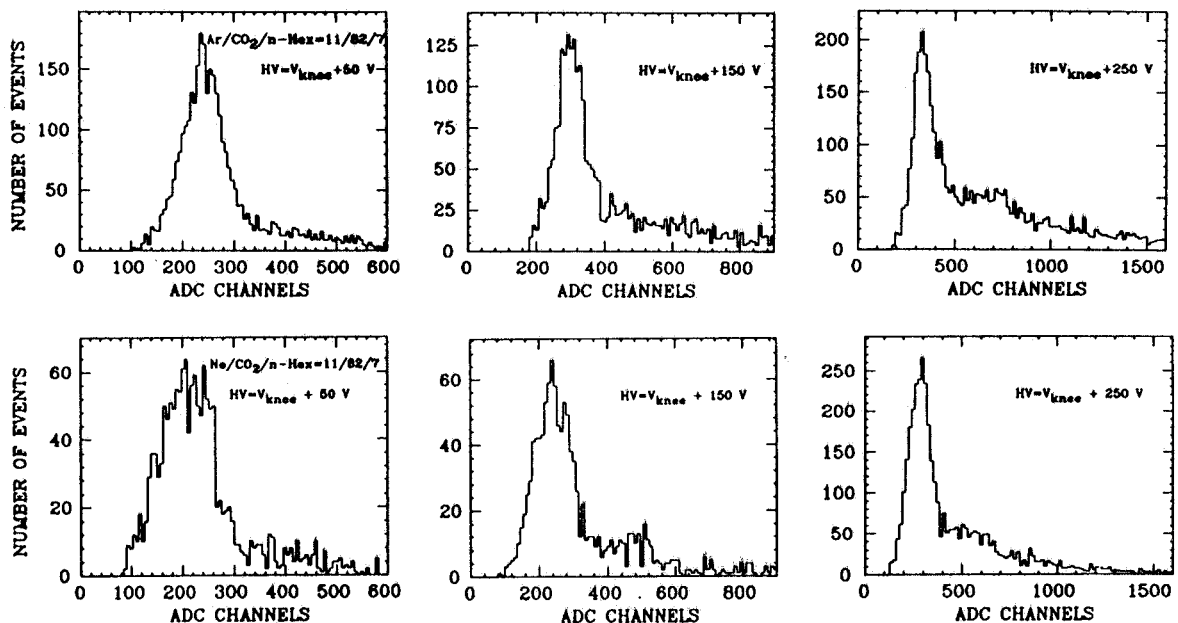 NUMBER OF EVENTS
150
100
50
0
Ar/CO2/n-Hex=11/82/7
HV=Vknee+50 V
0 100 200 300 400 500 600
ADC CHANNELS
125
100
75
50
25
0
HV=Vknee+150 V
0 200 400 600 800
ADC CHANNELS
200
150
100
50
0
HV=Vknee+250 V
0 500 1000 1500
ADC CHANNELS
NUMBER OF EVENTS
60
40
20
0
Ne/CO2/n-Hex=11/82/7
HV=Vknee + 50 V
0 100 200 300 400 500 600
ADC CHANNELS
60
40
20
0
HV=Vknee + 150 V
0 200 400 600 800
ADC CHANNELS
250
200
150
100
50
0
HV=Vknee + 250 V
0 500 1000 1500
ADC CHANNELS